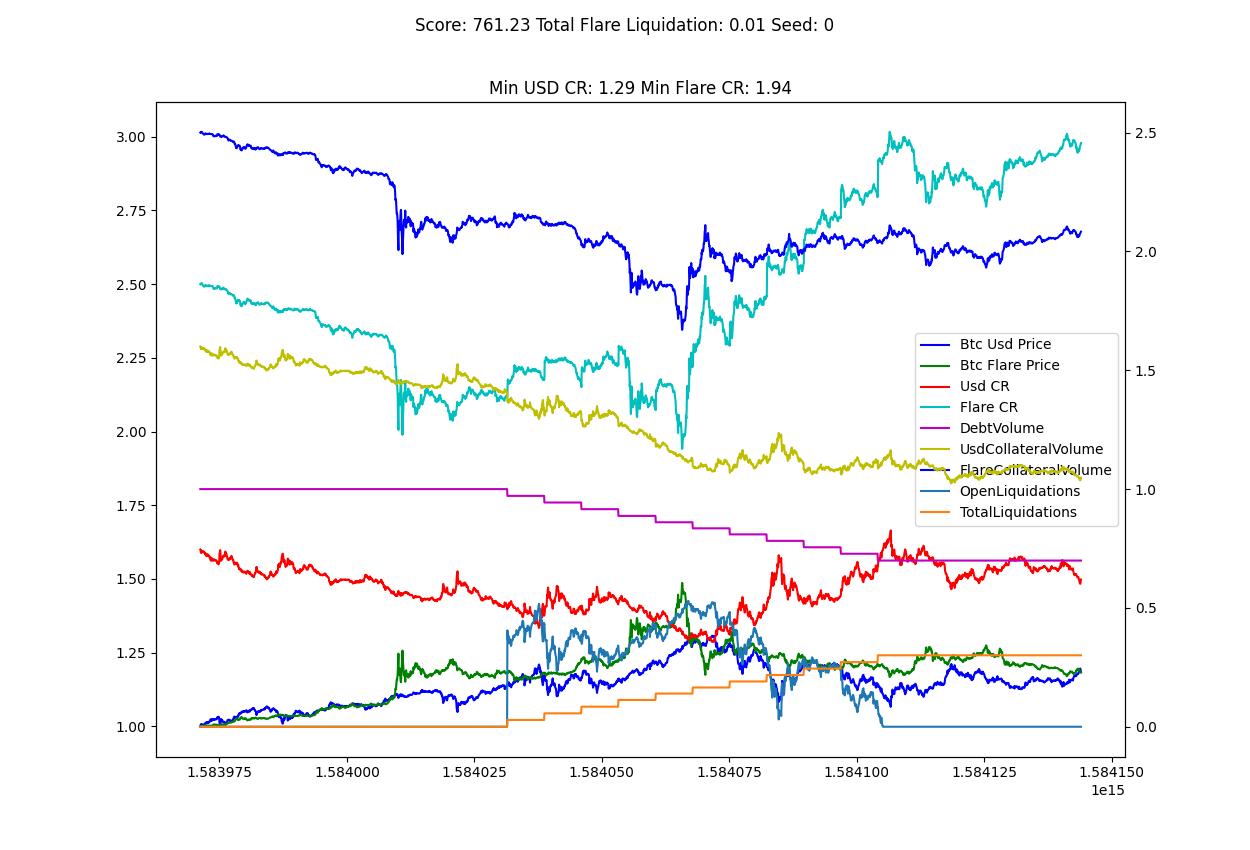 Score: 761.23 Total Flare Liquidation: 0.01 Seed: 0
Min USD CR: 1.29 Min Flare CR: 1.94
3.00
2.75
2.50
2.25
2.00
1.75
1.50
1.25
1.00
2.5
2.0
1.5
1.0
0.5
0.0
Btc Usd Price
Btc Flare Price
Usd CR
Flare CR
DebtVolume
UsdCollateralVolume
FlareCollateralVolume
OpenLiquidations
TotalLiquidations
1.583975 1.584000 1.584025 1.584050 1.584075 1.584100 1.584125 1.584150
1e15